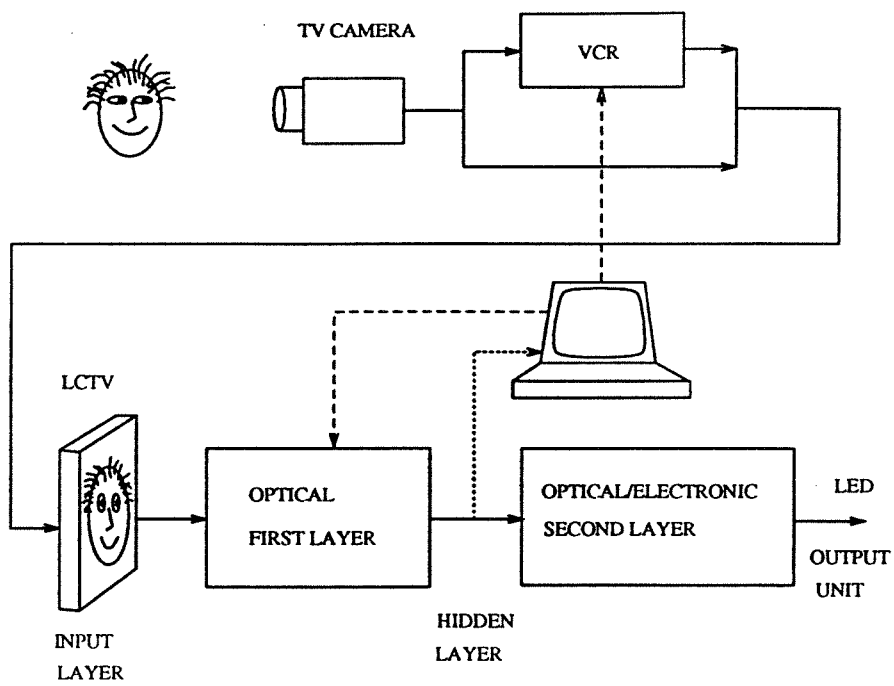 TV CAMERA
VCR
LCTV
OPTICAL
FIRST LAYER
OPTICAL/ELECTRONIC
SECOND LAYER
LED
OUTPUT
UNIT
HIDDEN
LAYER
INPUT
LAYER